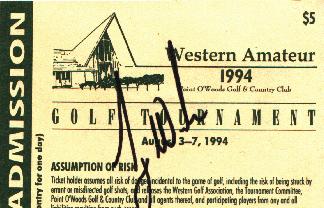 ADMISSION
$5
Western Amateur
1994
Point O'Woods Golf & Country Club
GOLF TOURNAMENT
August 3-7, 1994
ASSUMPTION OF RISK
Ticket holder assumes all risk of danger incidental to the game of golf, including the risk of being struck by
errant or misdirected golf shots, and releases the Western Golf Association, the Tournament Committee,
Point O'Woods Golf & Country Club and all agents thereof, and participating players from any and all
(entry for one day)